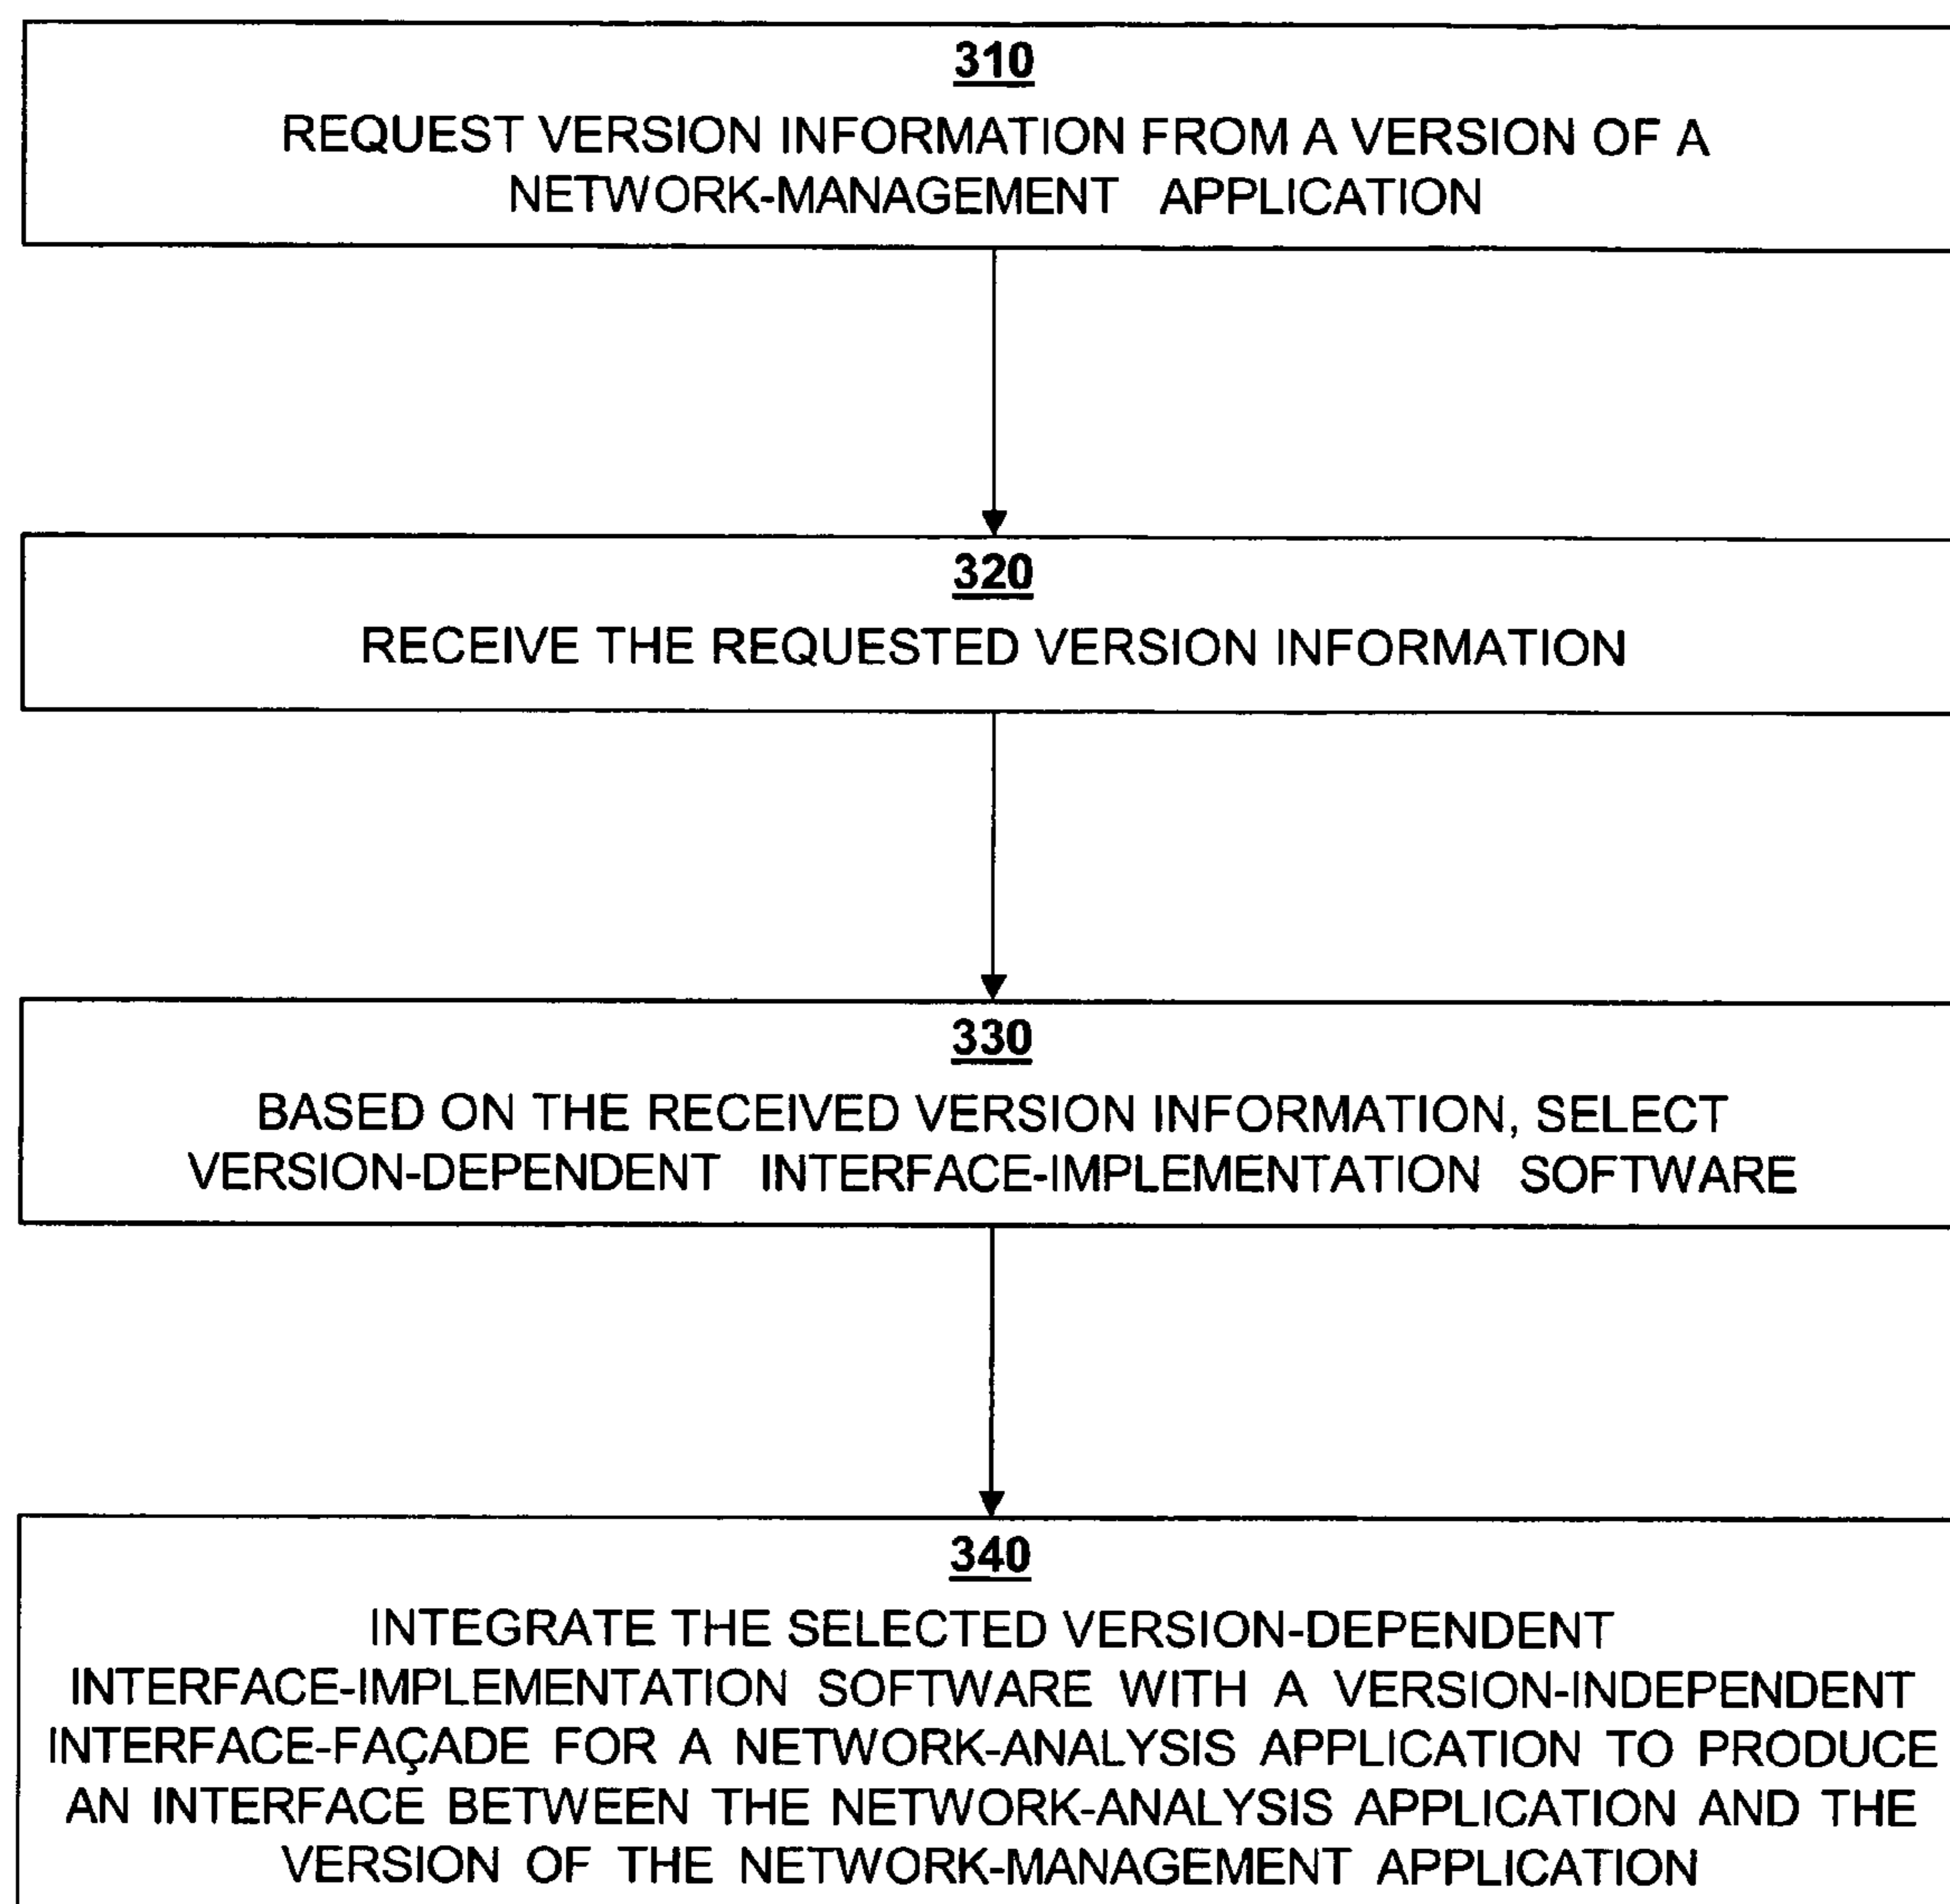 310
REQUEST VERSION INFORMATION FROM A VERSION OF A
NETWORK-MANAGEMENT APPLICATION
320
RECEIVE THE REQUESTED VERSION INFORMATION
330
BASED ON THE RECEIVED VERSION INFORMATION, SELECT
VERSION-DEPENDENT INTERFACE-IMPLEMENTATION SOFTWARE
340
INTEGRATE THE SELECTED VERSION-DEPENDENT
INTERFACE-IMPLEMENTATION SOFTWARE WITH A VERSION-INDEPENDENT
INTERFACE-FAÇADE FOR A NETWORK-ANALYSIS APPLICATION TO PRODUCE
AN INTERFACE BETWEEN THE NETWORK-ANALYSIS APPLICATION AND THE
VERSION OF THE NETWORK-MANAGEMENT APPLICATION